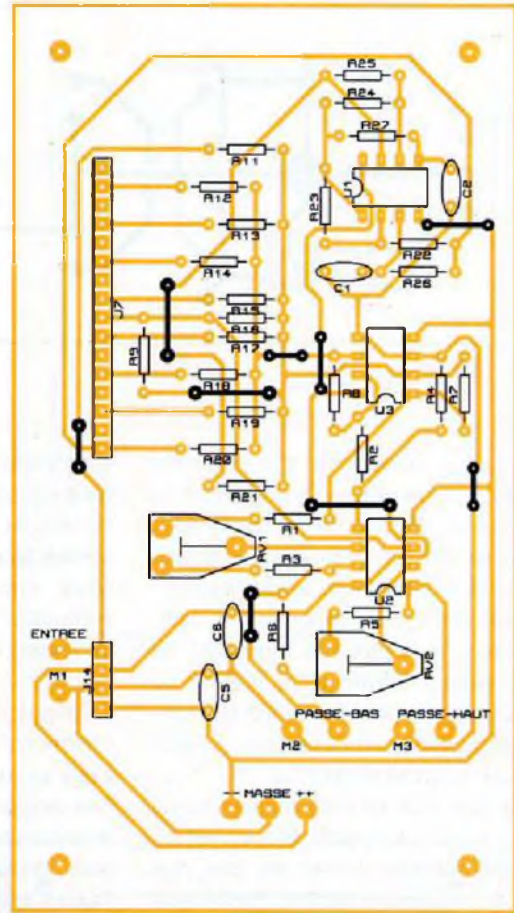 R25
R24
R27
R11
U1
C2
R12
R23
R13
R22
R14
C1
R26
J7
R15
R16
R17
R9
R18
R8
R4
R7
U3
R19
R2
R20
R21
R1
RV1
R3
U2
C6
R6
R5
ENTREE
RV2
M1
J14
C5
PASSE-BAS
PASSE-HAUT
M2
M3
- MASSE ++